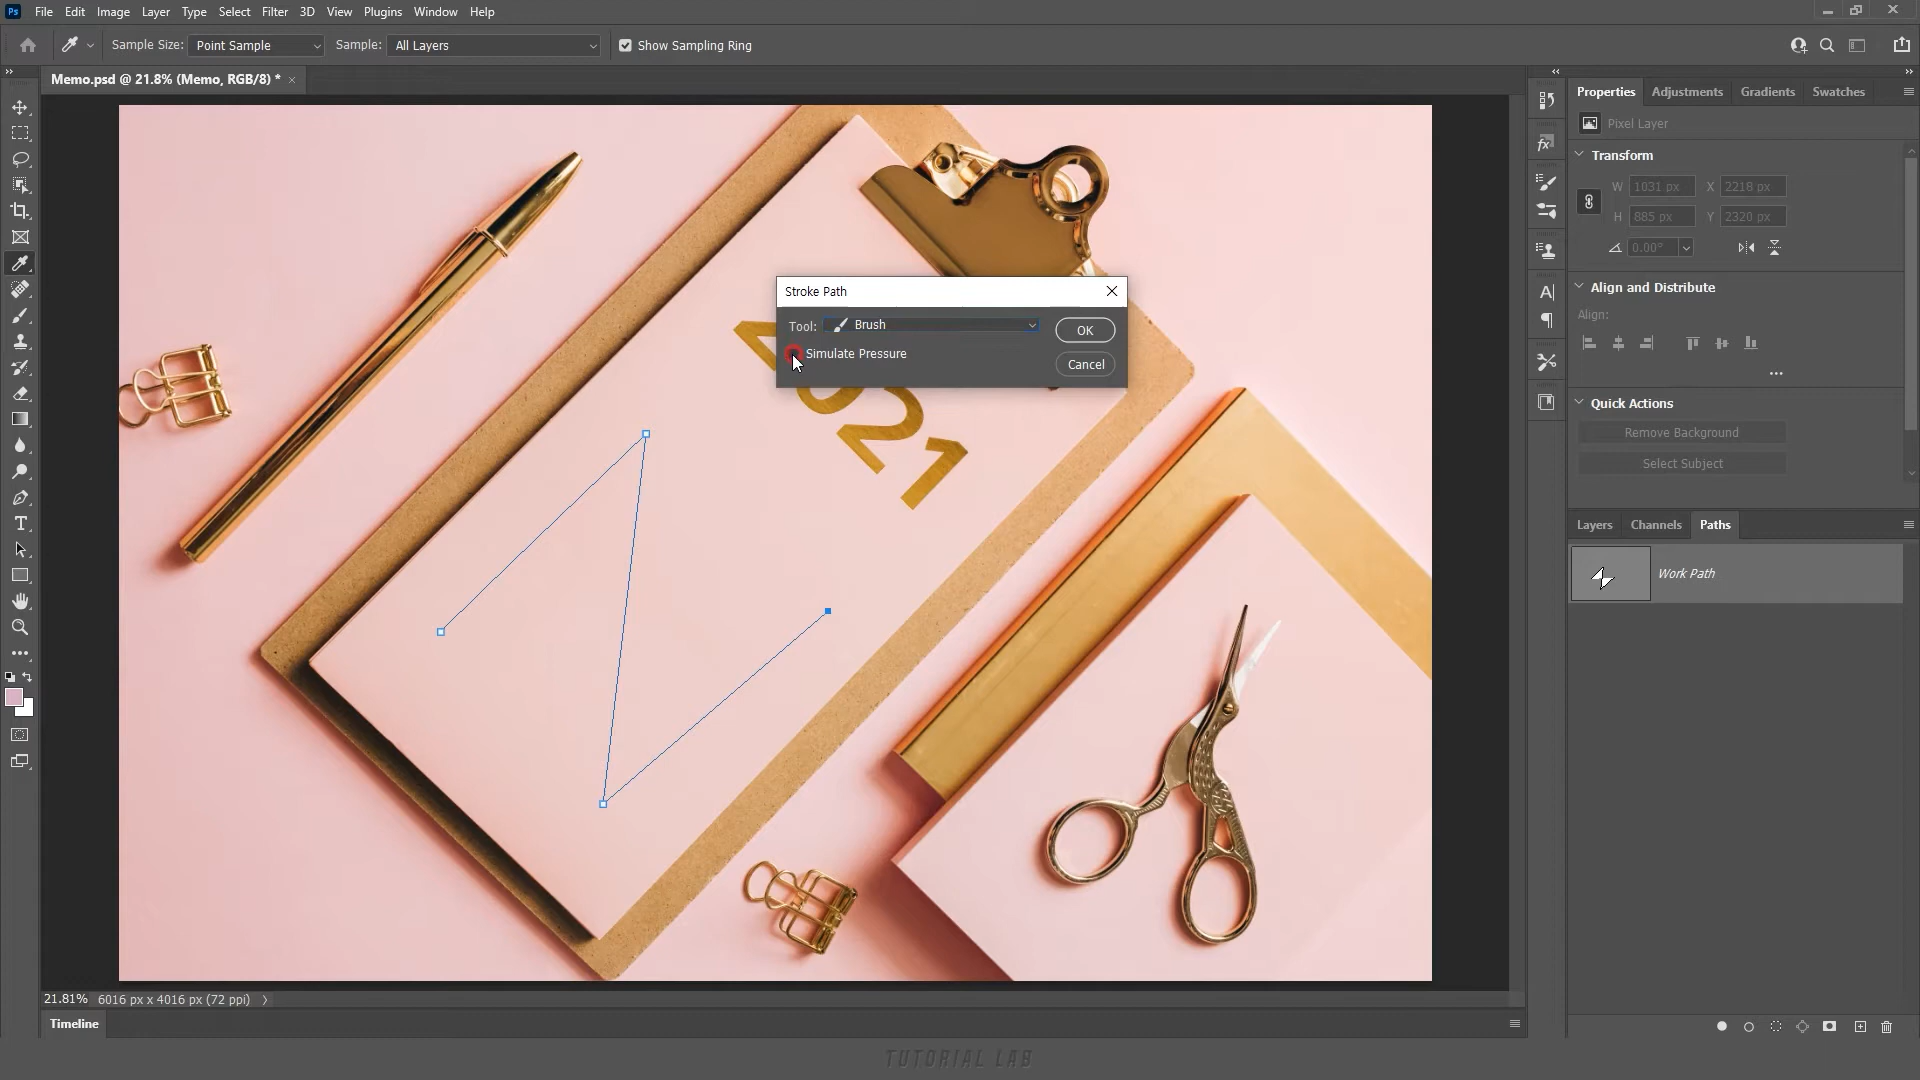 Ps File Edit Image Layer Type Select Filter 3D View Plugins Window Help
Sample Size: Point Sample Sample: All Layers Show Sampling Ring
Memo.psd @ 21.8% (Memo, RGB/8) *
Properties Adjustments Gradients Swatches
Pixel Layer
Transform
W 1031 px X 2218 px
H 885 px Y 2320 px
0.00°
Align and Distribute
Align:
Quick Actions
Remove Background
Select Subject
Layers Channels Paths
Work Path
Stroke Path
Tool: Brush OK
Simulate Pressure
Cancel
21.81% 6016 px x 4016 px (72 ppi)
Timeline
TUTORIAL LAB